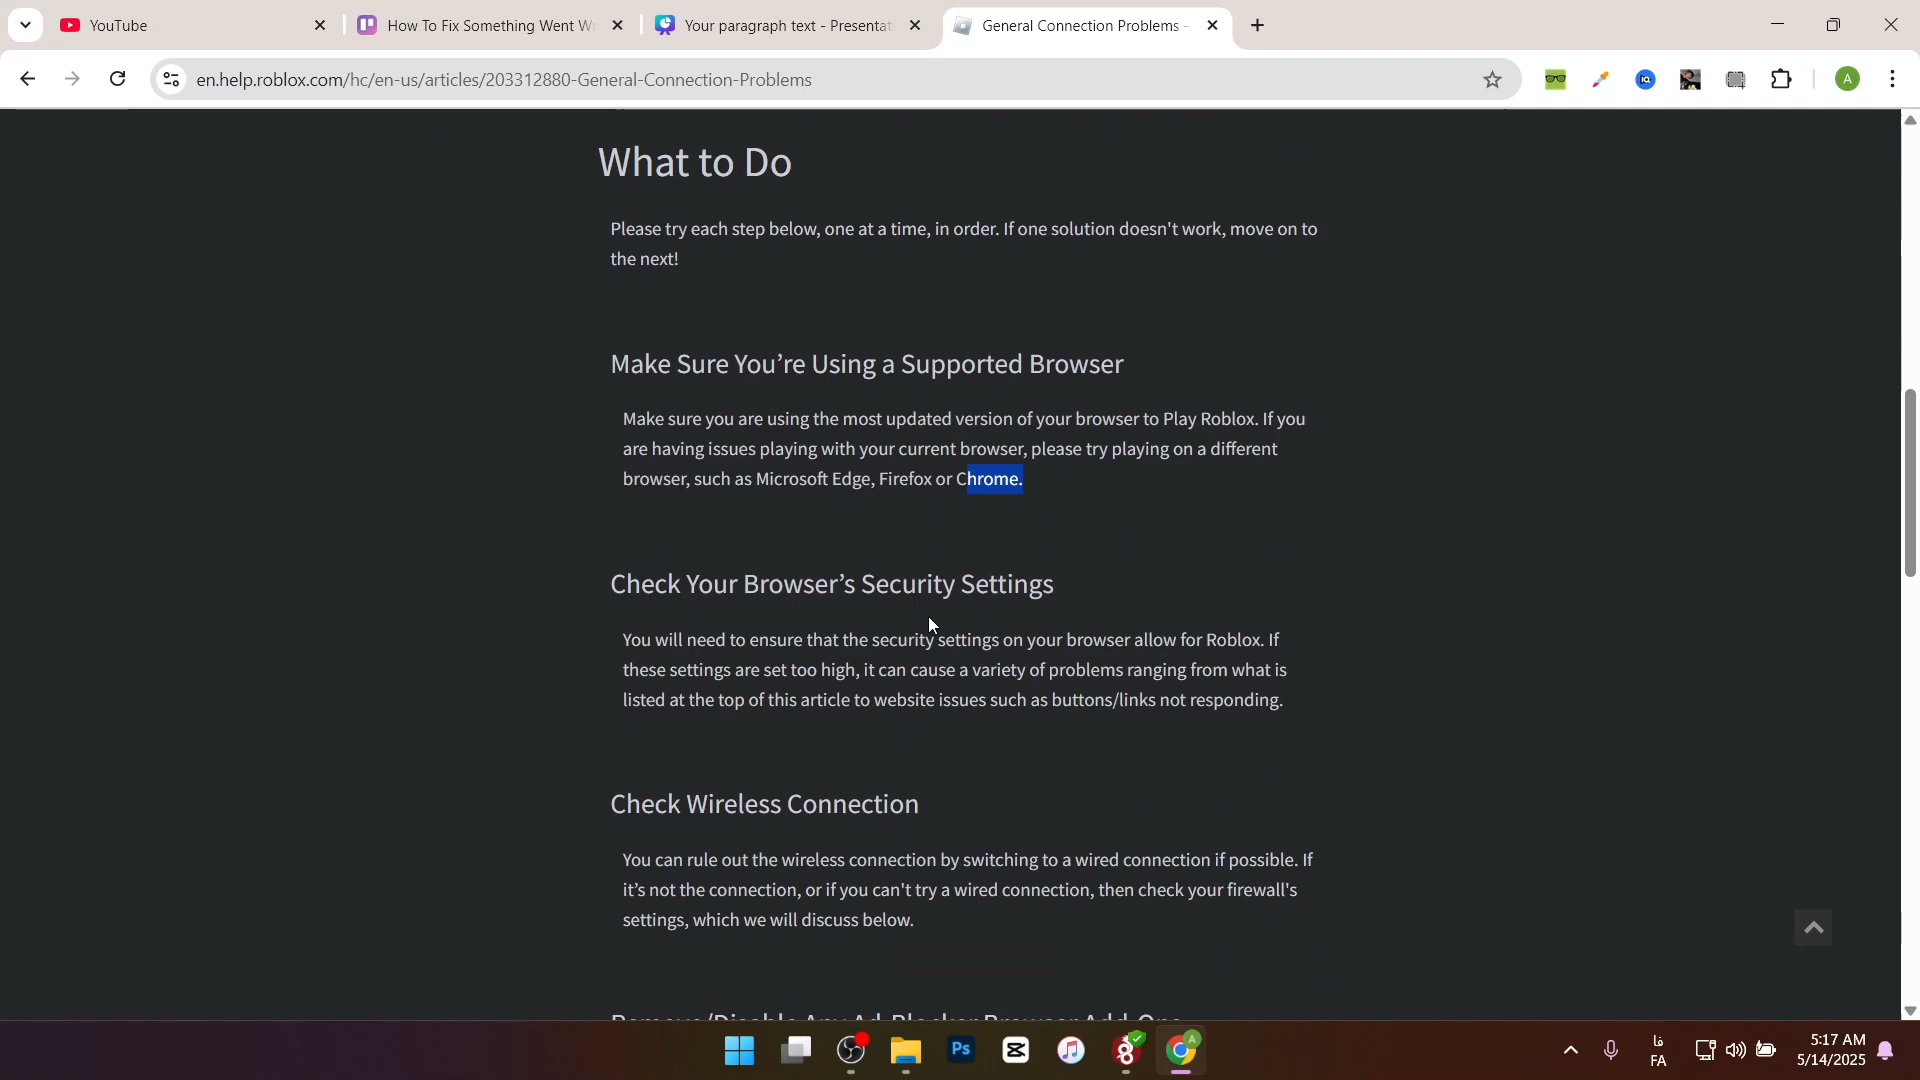 YouTube
How To Fix Something Went W
Your paragraph text - Presentat
General Connection Problems –
en.help.roblox.com/hc/en-us/articles/203312880-General-Connection-Problems
A
What to Do
Please try each step below, one at a time, in order. If one solution doesn't work, move on to
the next!
Make Sure You’re Using a Supported Browser
Make sure you are using the most updated version of your browser to Play Roblox. If you
are having issues playing with your current browser, please try playing on a different
browser, such as Microsoft Edge, Firefox or Chrome.
Check Your Browser’s Security Settings
You will need to ensure that the security settings on your browser allow for Roblox. If
these settings are set too high, it can cause a variety of problems ranging from what is
listed at the top of this article to website issues such as buttons/links not responding.
Check Wireless Connection
You can rule out the wireless connection by switching to a wired connection if possible. If
it’s not the connection, or if you can't try a wired connection, then check your firewall's
settings, which we will discuss below.
Remove/Disable Any Ad-Blocker Browser Add-Ons
Ps
فا
FA
5:17 AM
5/14/2025